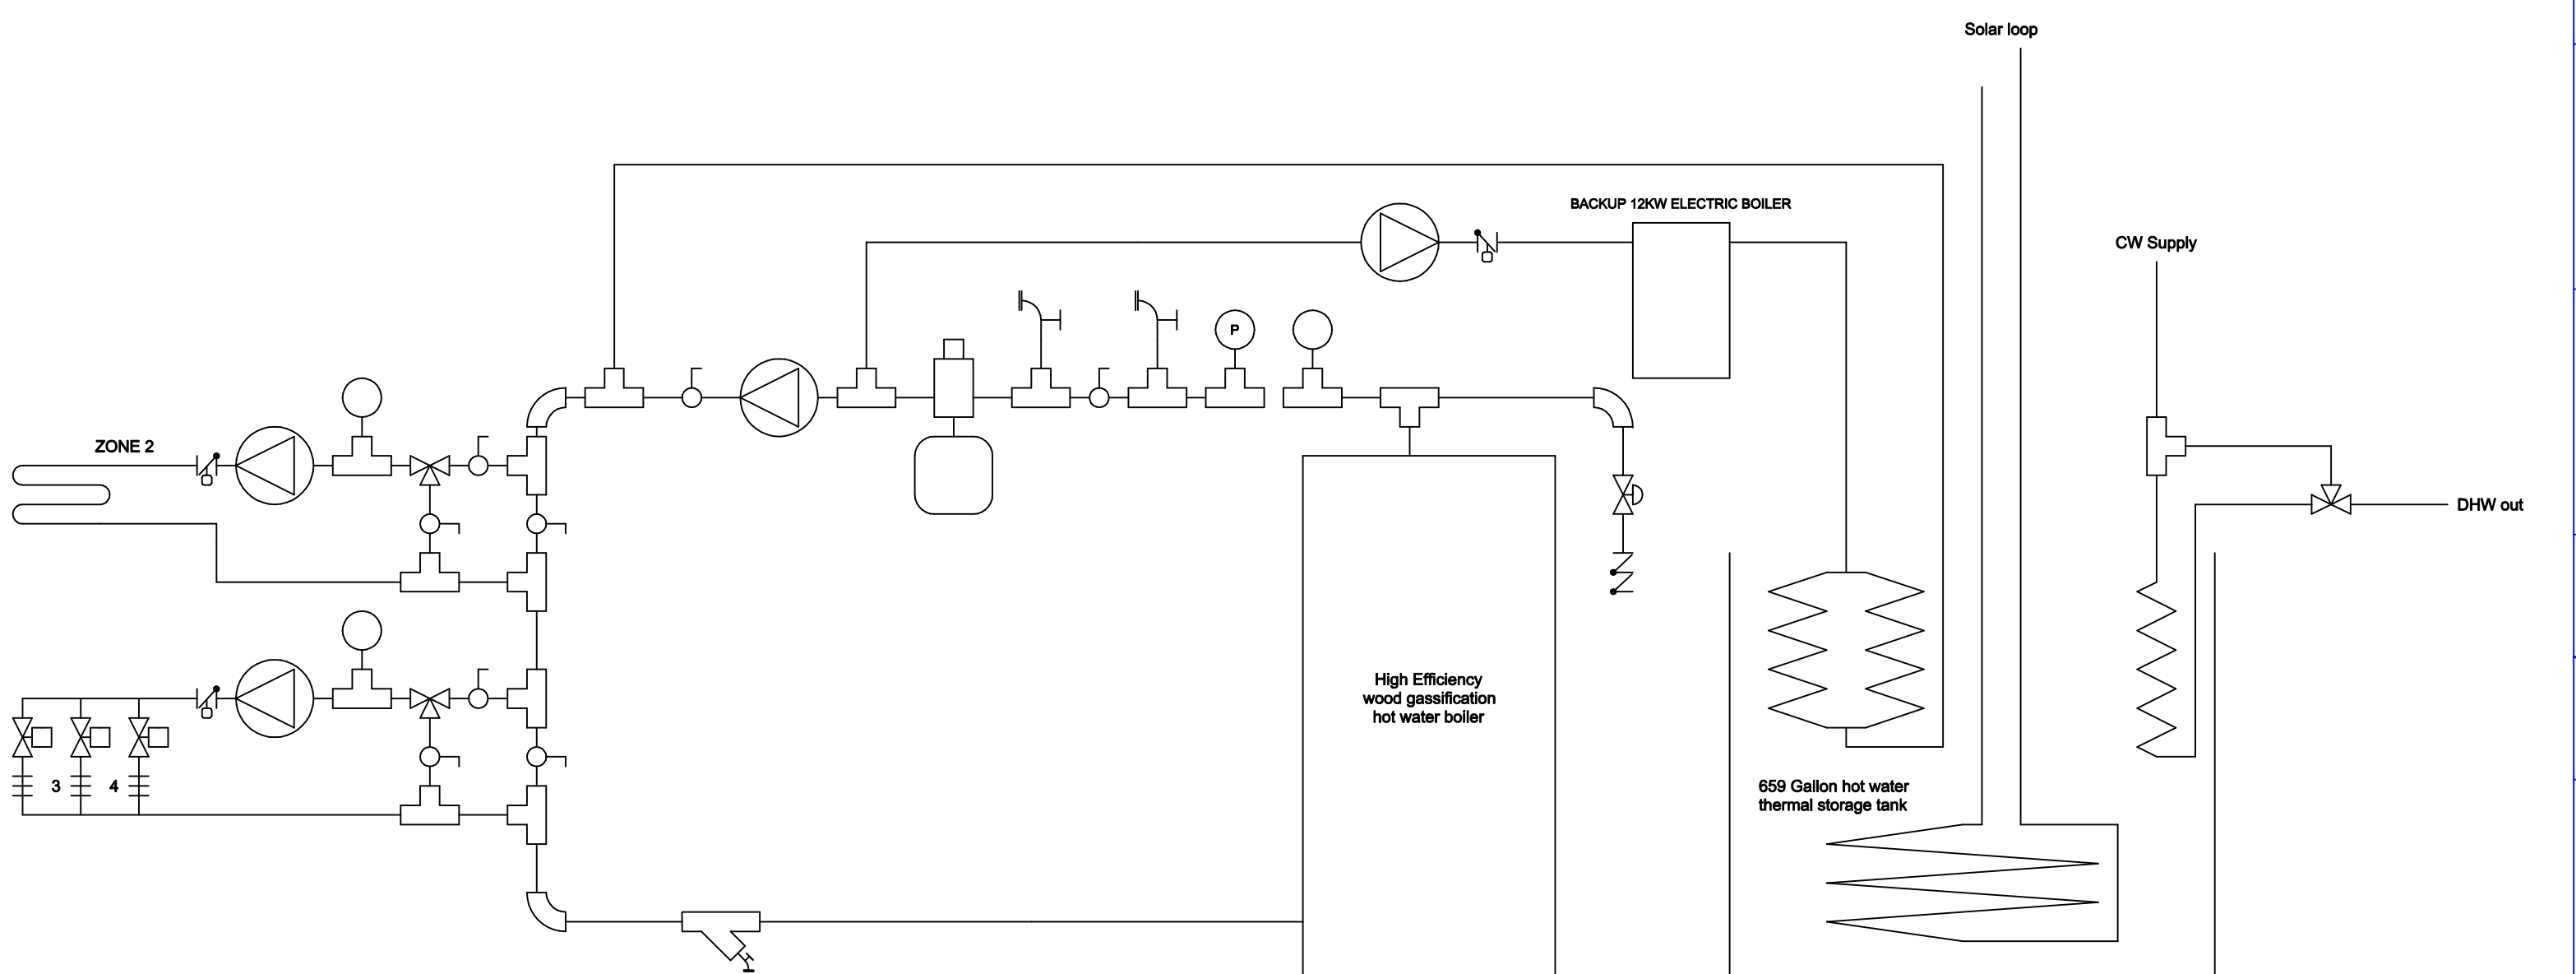 Solar loop
BACKUP 12KW ELECTRIC BOILER
CW Supply
P
ZONE 2
DHW out
High Efficiency
wood gassification
hot water boiler
3
4
659 Gallon hot water
thermal storage tank